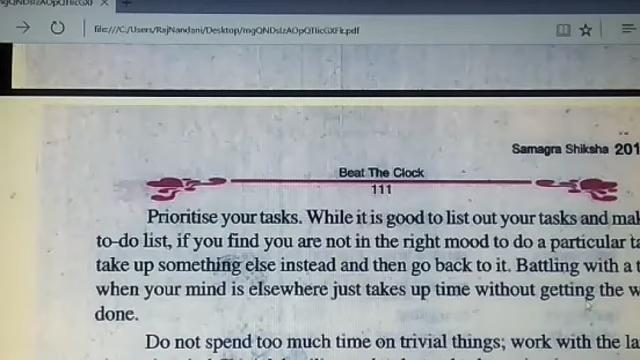 file:///C:/Users/RajNandani/Desktop/
Samagra Shiksha 201
Beat The Clock
111
Prioritise your tasks. While it is good to list out your tasks and mak
to-do list, if you find you are not in the right mood to do a particular ta
take up something else instead and then go back to it. Battling with a t
when your mind is elsewhere just takes up time without getting the w
done.
Do not spend too much time on trivial things; work with the la